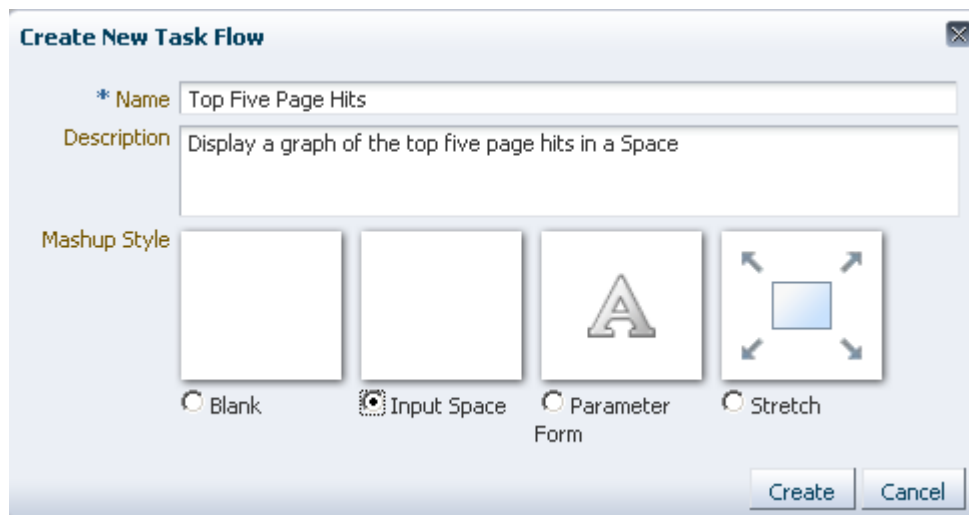 Create New Task Flow
* Name Top Five Page Hits
Description Display a graph of the top five page hits in a Space
Mashup Style
A
Blank Input Space Parameter Form Stretch
Create Cancel